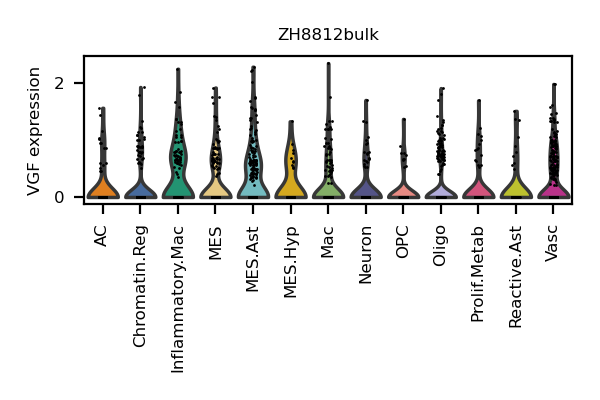 ZH8812bulk
VGF expression
2
0
AC
Chromatin.Reg
Inflammatory.Mac
MES
MES.Ast
MES.Hyp
Mac
Neuron
OPC
Oligo
Prolif.Metab
Reactive.Ast
Vasc